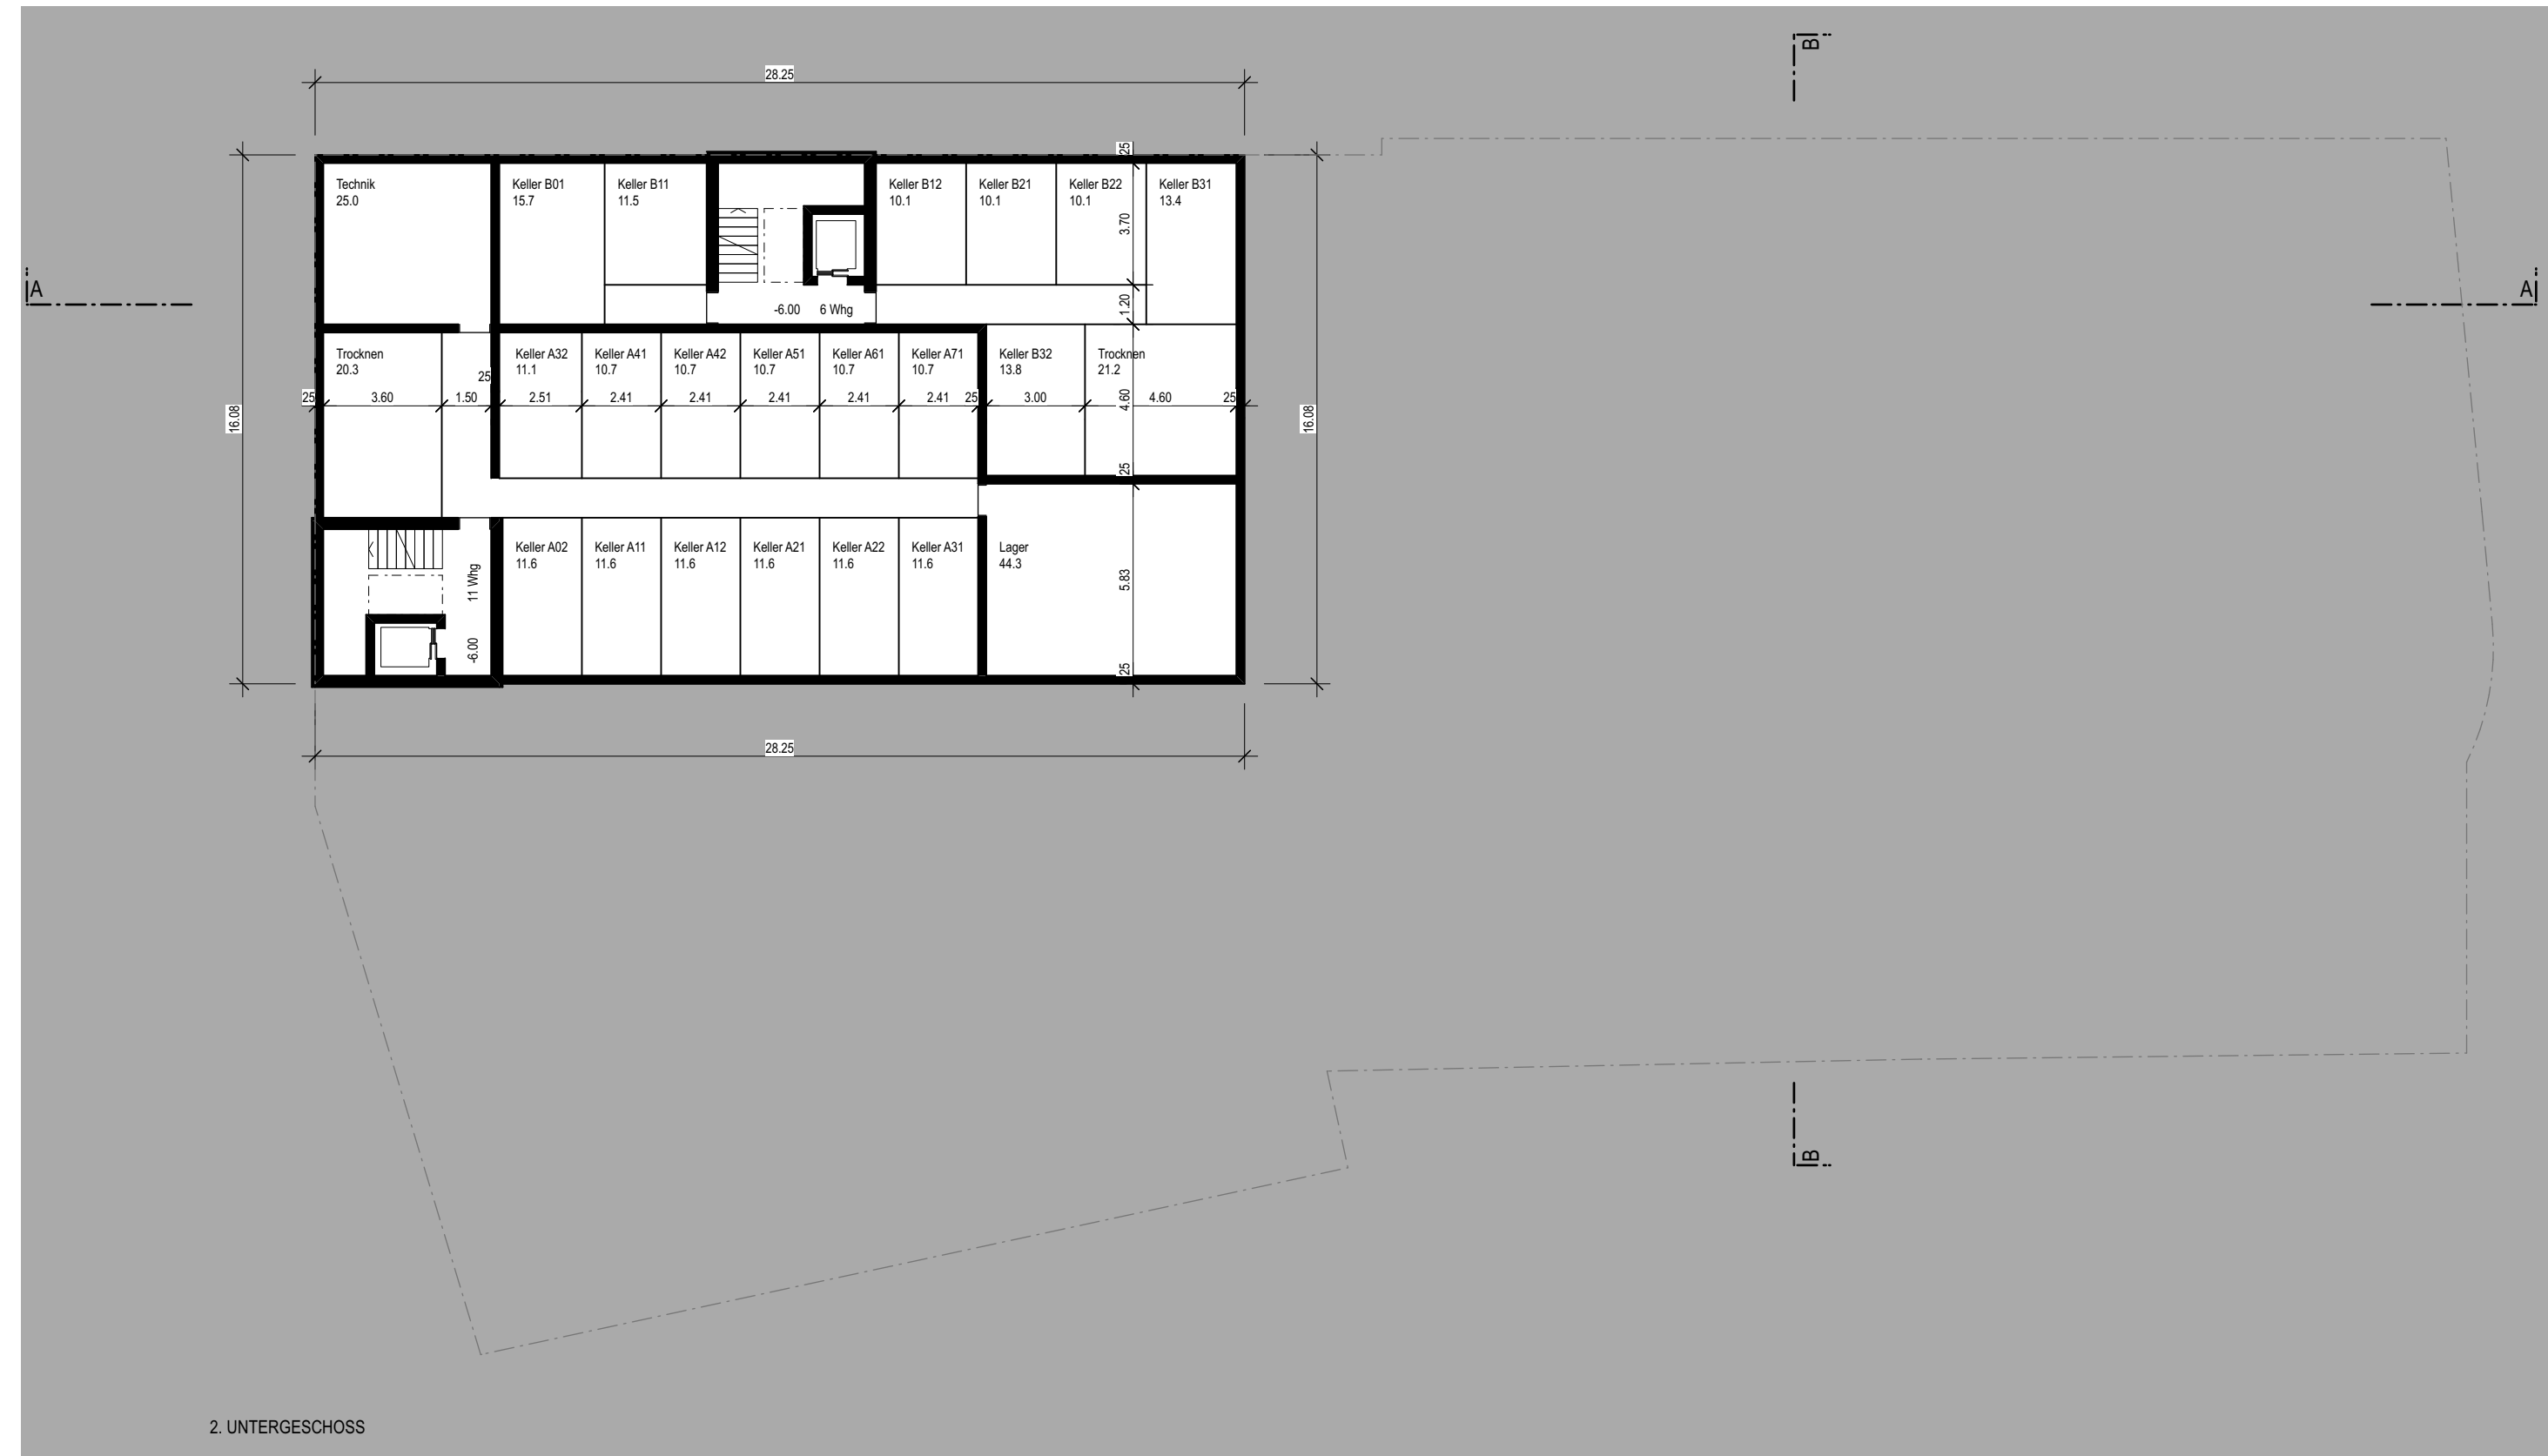 B
28.25
25
Technik
25.0
Keller B01
15.7
Keller B11
11.5
Keller B12
10.1
Keller B21
10.1
Keller B22
10.1
Keller B31
13.4
3.70
A
A
-6.00
6 Whg
1.20
Trocknen
20.3
Keller A32
11.1
Keller A41
10.7
Keller A42
10.7
Keller A51
10.7
Keller A61
10.7
Keller A71
10.7
Keller B32
13.8
Trocknen
21.2
25
25
3.60
1.50
2.51
2.41
2.41
2.41
2.41
2.41
25
3.00
4.60
4.60
25
16.08
16.08
25
Keller A02
11.6
Keller A11
11.6
Keller A12
11.6
Keller A21
11.6
Keller A22
11.6
Keller A31
11.6
Lager
44.3
11 Whg
5.83
-6.00
25
28.25
B
2. UNTERGESCHOSS